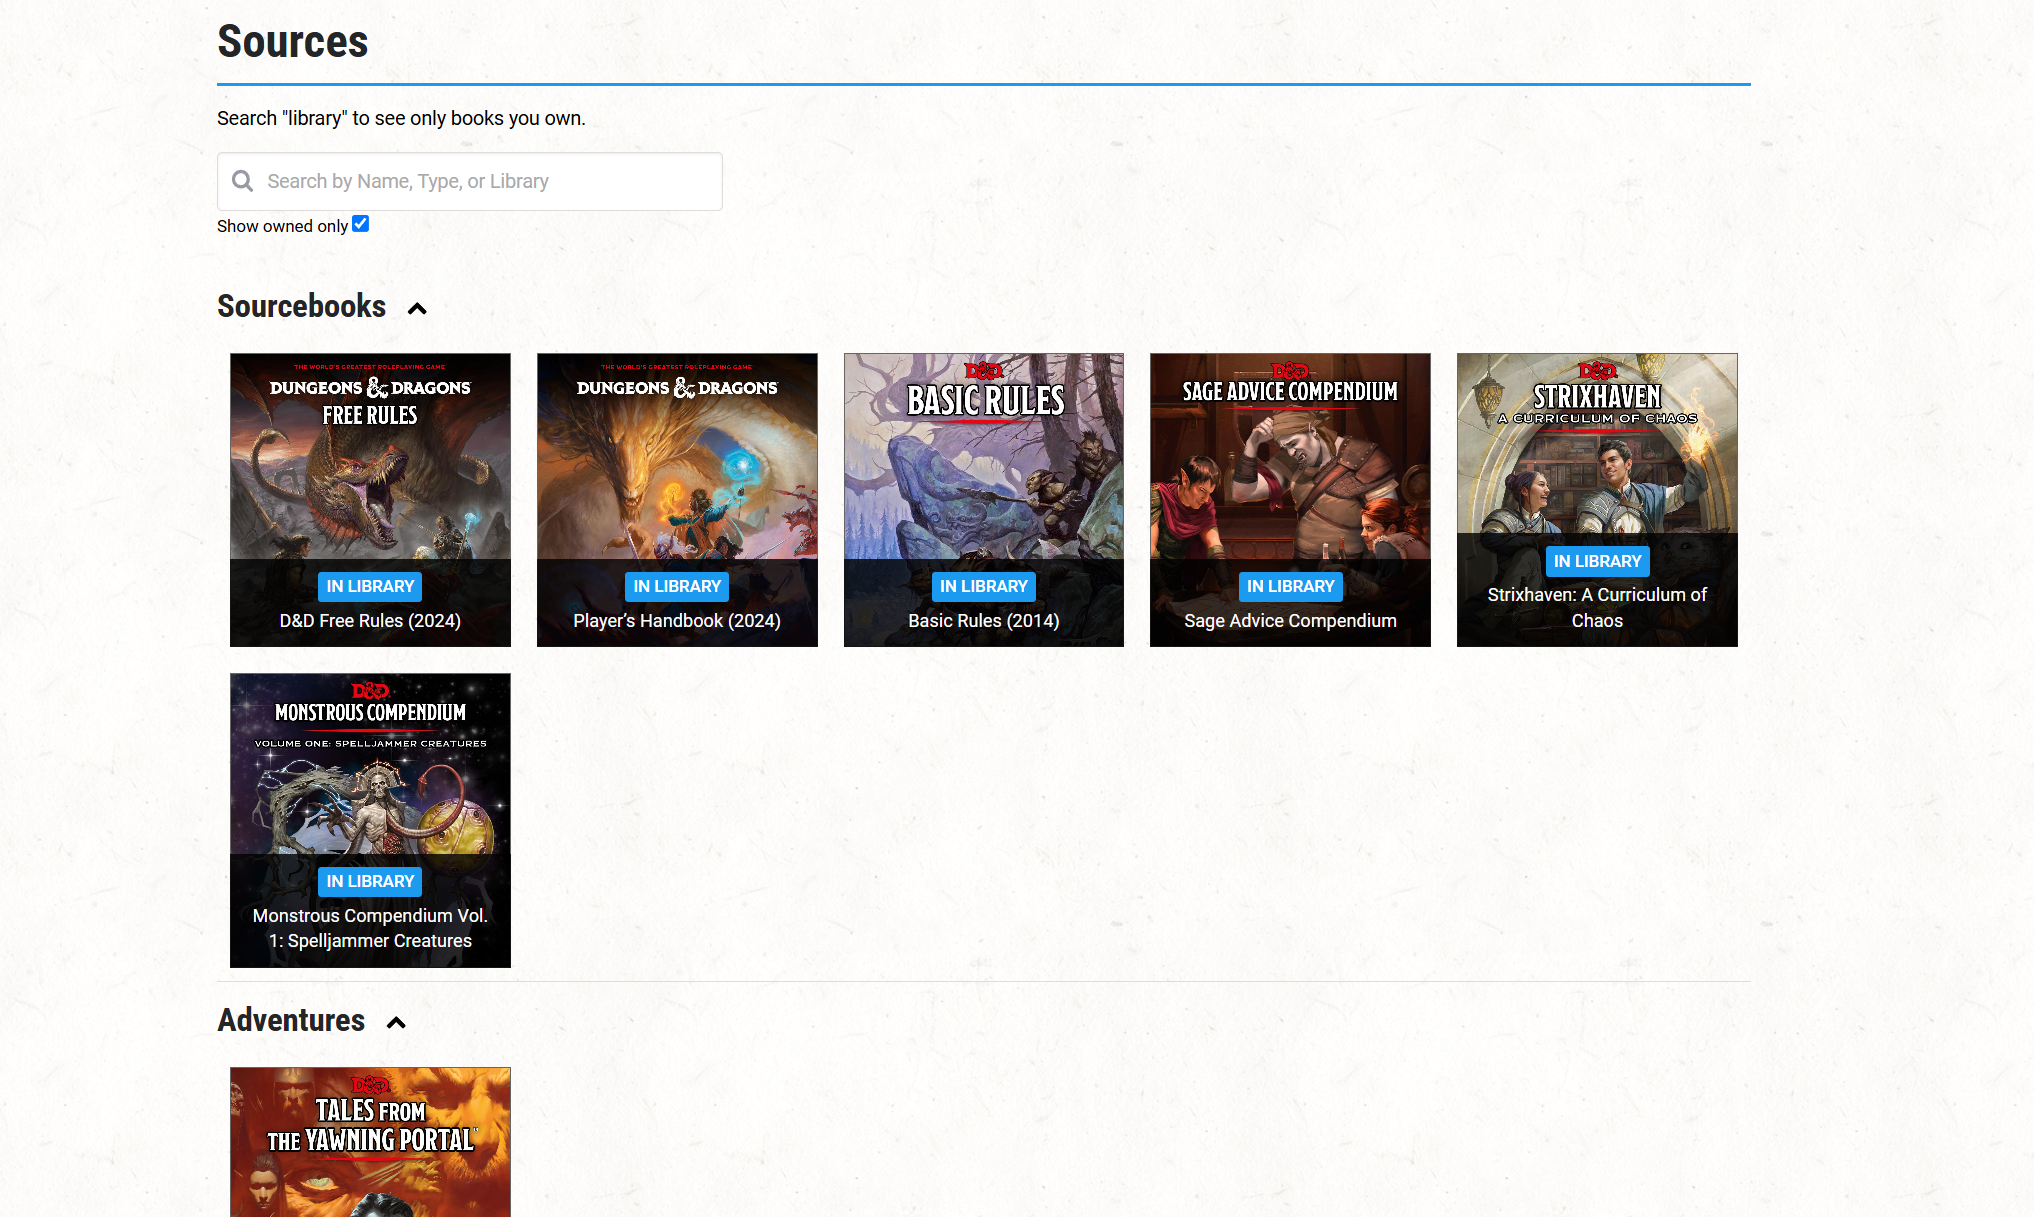 Sources
Search "library" to see only books you own.
Search by Name, Type, or Library
Show owned only
Sourcebooks
THE WORLD'S GREATEST ROLEPLAYING GAME
DUNGEONS & DRAGONS
FREE RULES
IN LIBRARY
D&D Free Rules (2024)
THE WORLD'S GREATEST ROLEPLAYING GAME
DUNGEONS & DRAGONS
IN LIBRARY
Player’s Handbook (2024)
D&D
BASIC RULES
IN LIBRARY
Basic Rules (2014)
D&D
SAGE ADVICE COMPENDIUM
IN LIBRARY
Sage Advice Compendium
D&D
STRIXHAVEN
A CURRICULUM OF CHAOS
IN LIBRARY
Strixhaven: A Curriculum of
Chaos
D&D
MONSTROUS COMPENDIUM
VOLUME ONE: SPELLJAMMER CREATURES
IN LIBRARY
Monstrous Compendium Vol.
1: Spelljammer Creatures
Adventures
D&D
TALES FROM
THE YAWNING PORTAL